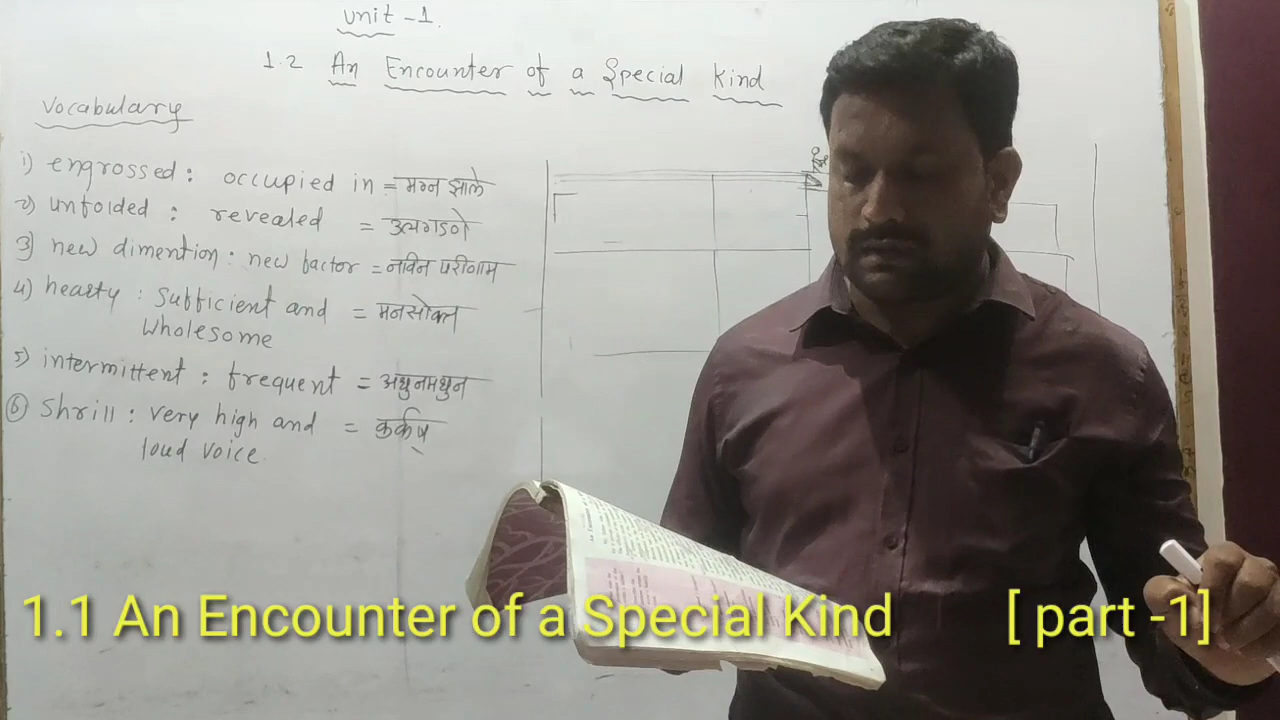 Unit - 1.
1.2 An Encounter of a Special Kind
Vocabulary
1) engrossed : occupied in = मग्न झाले
2) unfolded : revealed = उलगडणे
3) new dimention : new factor = नविन परीणाम
4) hearty : Sufficient and = मनसोक्त
wholesome
5) intermittent : frequent = अधुनमधुन
6) Shrill : very high and = कर्कष
loud voice.
1.1 An Encounter of a Special Kind [ part -1]